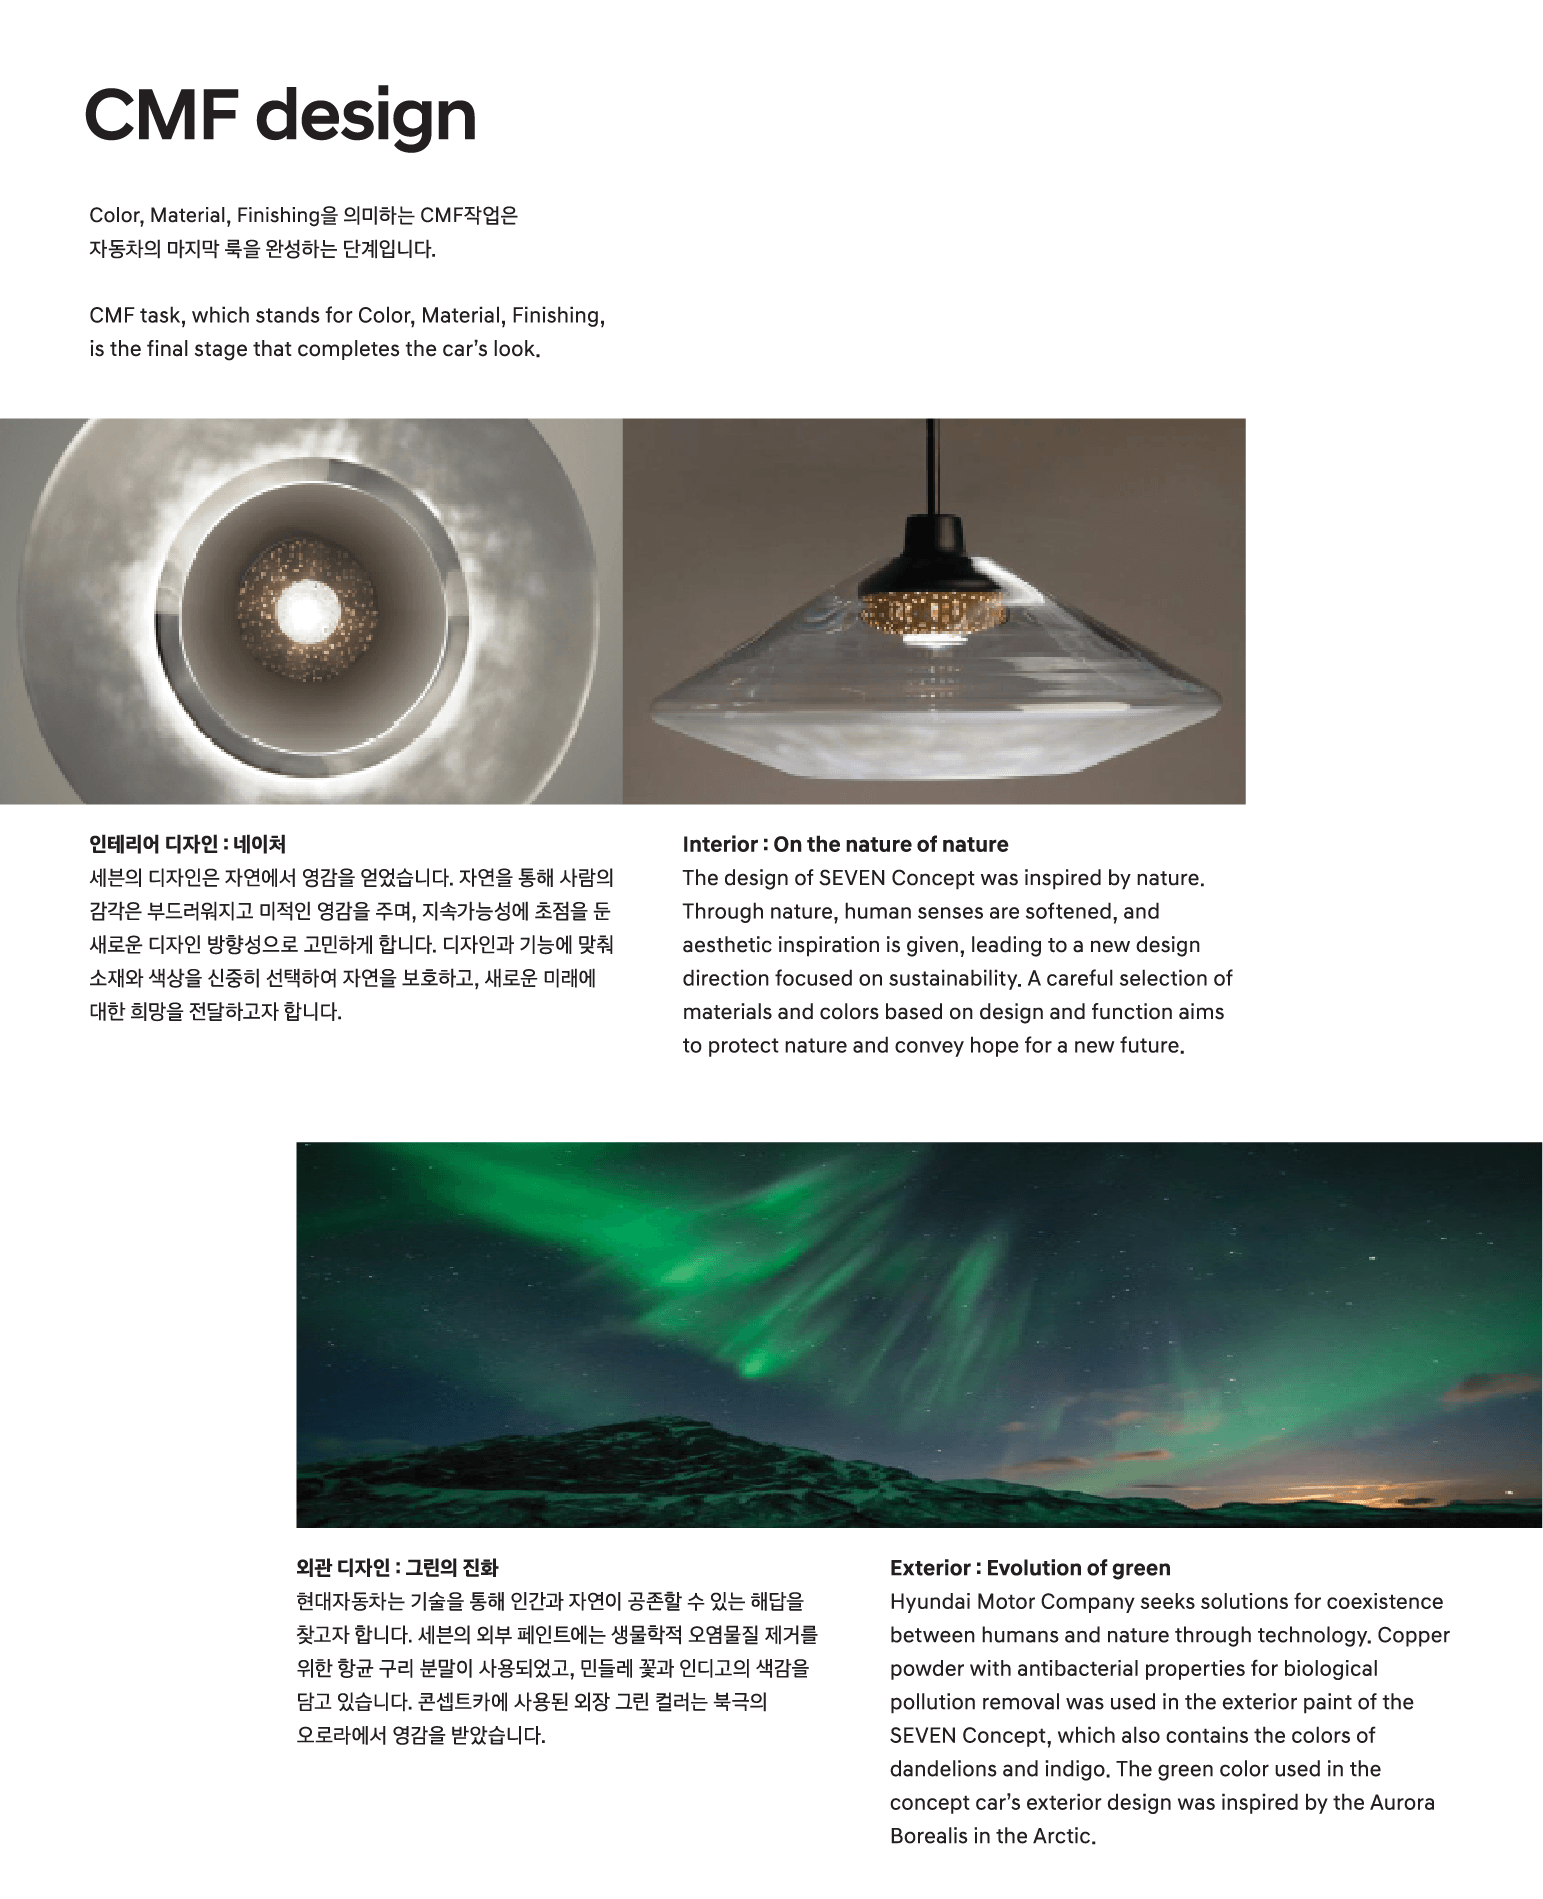 CMF design
Color, Material, Finishing을 의미하는 CMF작업은
자동차의 마지막 룩을 완성하는 단계입니다.
CMF task, which stands for Color, Material, Finishing,
is the final stage that completes the car's look.
인테리어 디자인 : 네이처
세븐의 디자인은 자연에서 영감을 얻었습니다. 자연을 통해 사람의
감각은 부드러워지고 미적인 영감을 주며, 지속가능성에 초점을 둔
새로운 디자인 방향성으로 고민하게 합니다. 디자인과 기능에 맞춰
소재와 색상을 신중히 선택하여 자연을 보호하고, 새로운 미래에
대한 희망을 전달하고자 합니다.
Interior : On the nature of nature
The design of SEVEN Concept was inspired by nature.
Through nature, human senses are softened, and
aesthetic inspiration is given, leading to a new design
direction focused on sustainability. A careful selection of
materials and colors based on design and function aims
to protect nature and convey hope for a new future.
외관 디자인 : 그린의 진화
현대자동차는 기술을 통해 인간과 자연이 공존할 수 있는 해답을
찾고자 합니다. 세븐의 외부 페인트에는 생물학적 오염물질 제거를
위한 항균 구리 분말이 사용되었고, 민들레 꽃과 인디고의 색감을
담고 있습니다. 콘셉트카에 사용된 외장 그린 컬러는 북극의
오로라에서 영감을 받았습니다.
Exterior : Evolution of green
Hyundai Motor Company seeks solutions for coexistence
between humans and nature through technology. Copper
powder with antibacterial properties for biological
pollution removal was used in the exterior paint of the
SEVEN Concept, which also contains the colors of
dandelions and indigo. The green color used in the
concept car's exterior design was inspired by the Aurora
Borealis in the Arctic.